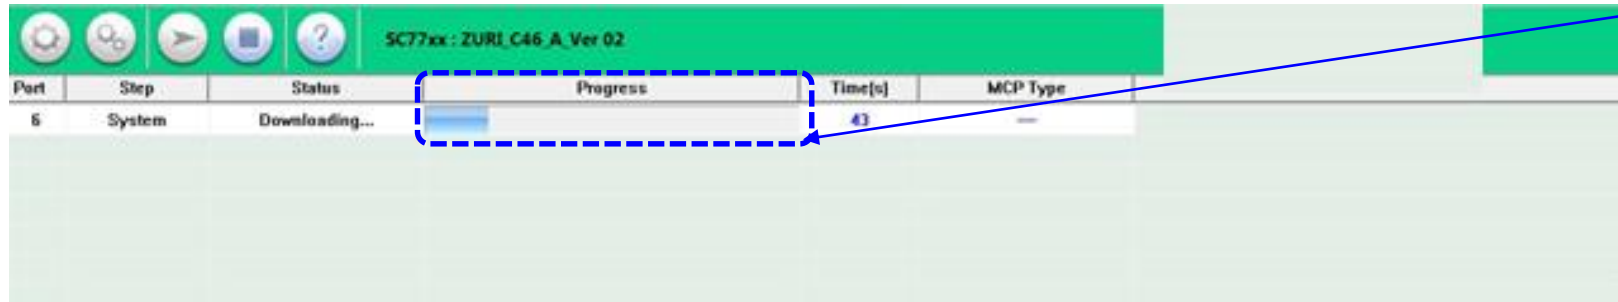 SC77xx : ZURI_C46_A_Ver 02
Port Step Status Progress Time(s) MCP Type
6 System Downloading... 43 ---